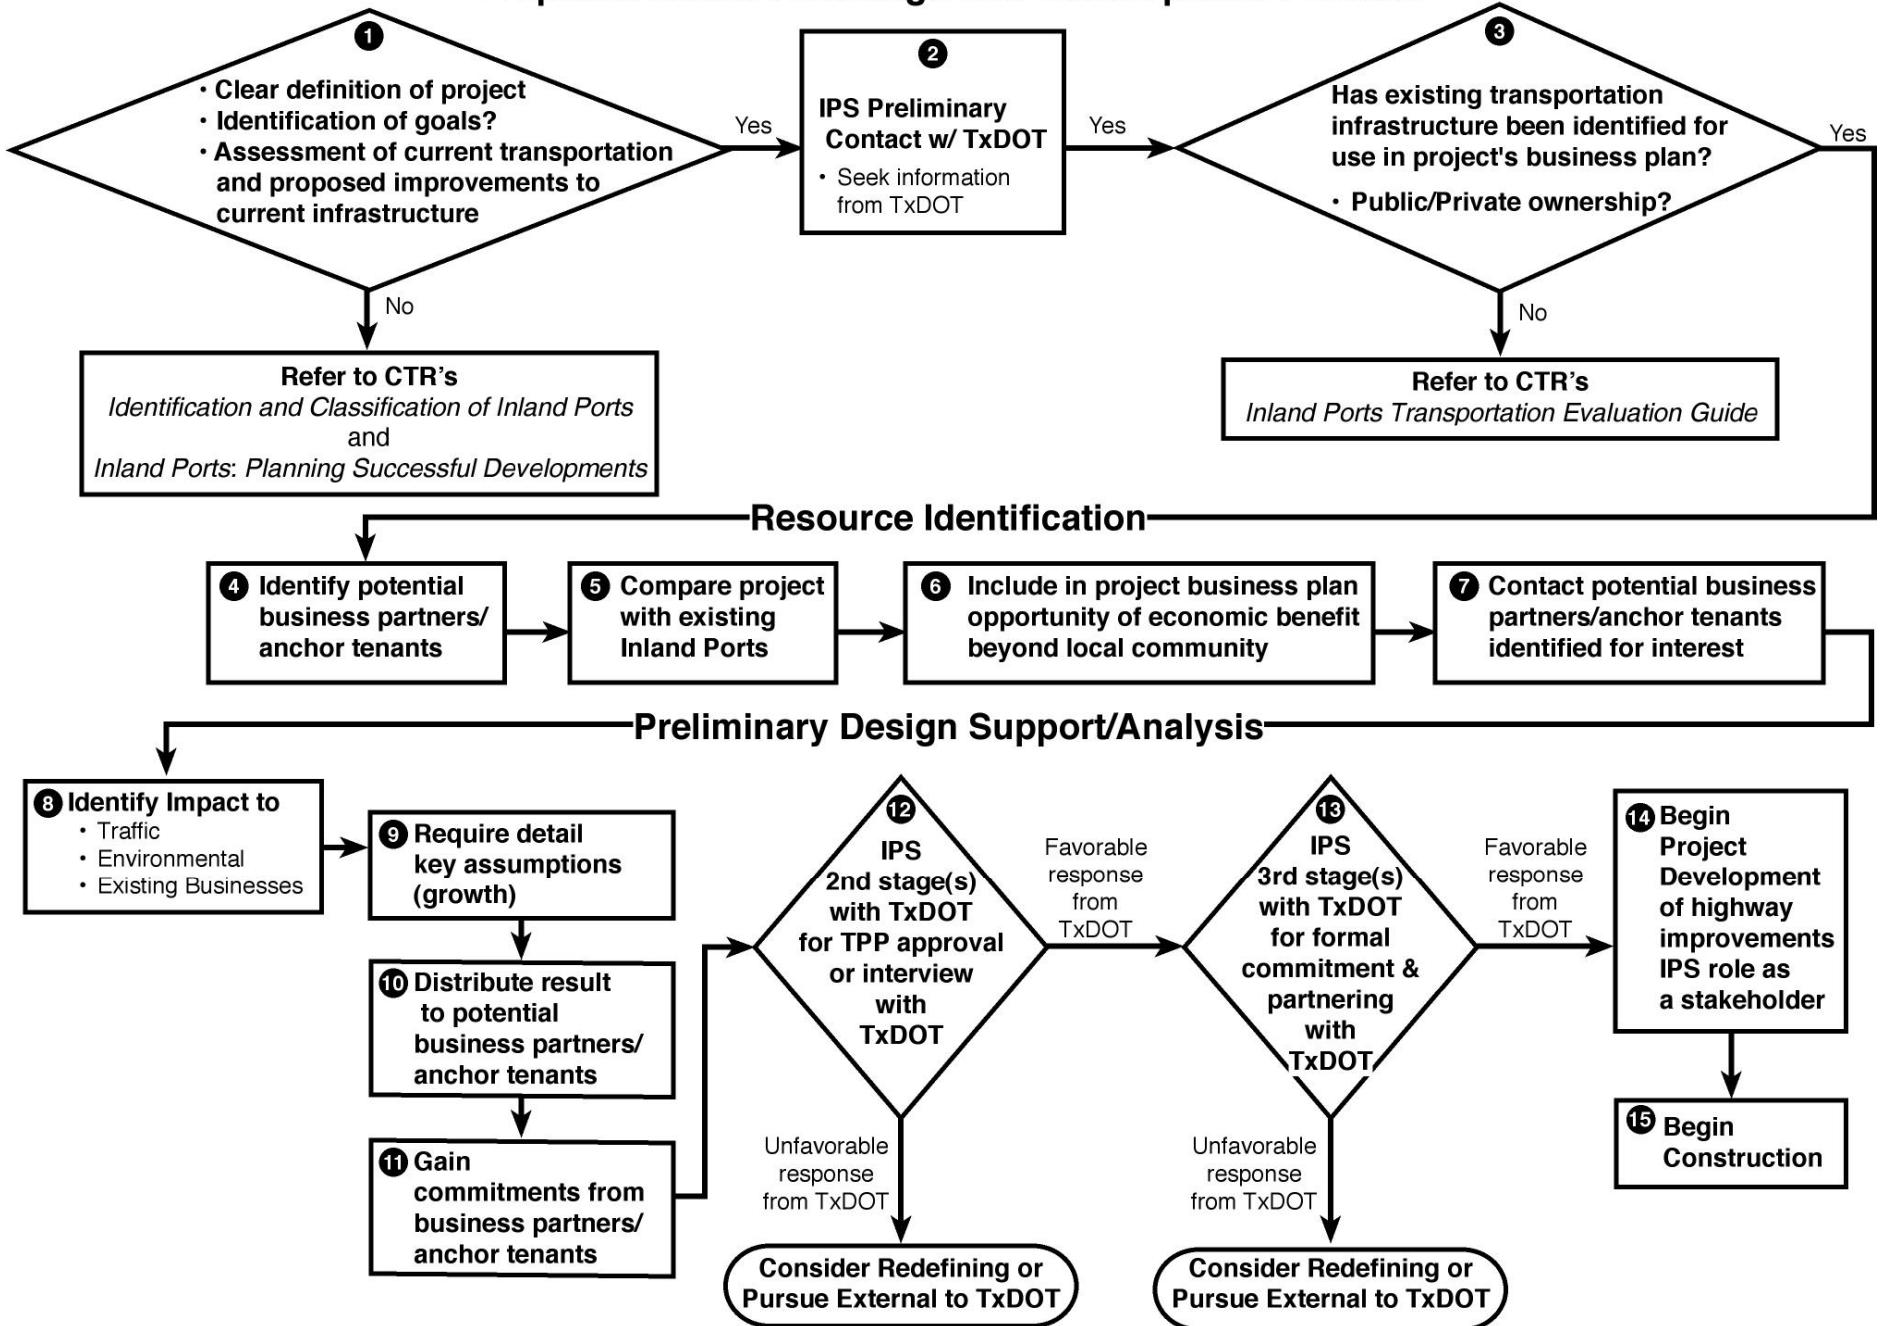 1
· Clear definition of project
· Identification of goals?
· Assessment of current transportation
and proposed improvements to
current infrastructure
Yes
No
2
IPS Preliminary
Contact w/ TxDOT
· Seek information
from TxDOT
Yes
3
Has existing transportation
infrastructure been identified for
use in project's business plan?
· Public/Private ownership?
Yes
No
Refer to CTR's
Identification and Classification of Inland Ports
and
Inland Ports: Planning Successful Developments
Refer to CTR's
Inland Ports Transportation Evaluation Guide
Resource Identification
4 Identify potential
business partners/
anchor tenants
5 Compare project
with existing
Inland Ports
6 Include in project business plan
opportunity of economic benefit
beyond local community
7 Contact potential business
partners/anchor tenants
identified for interest
Preliminary Design Support/Analysis
8 Identify Impact to
· Traffic
· Environmental
· Existing Businesses
9 Require detail
key assumptions
(growth)
10 Distribute result
to potential
business partners/
anchor tenants
11 Gain
commitments from
business partners/
anchor tenants
12
IPS
2nd stage(s)
with TxDOT
for TPP approval
or interview
with
TxDOT
Favorable
response
from
TxDOT
Unfavorable
response
from TxDOT
Consider Redefining or
Pursue External to TxDOT
13
IPS
3rd stage(s)
with TxDOT
for formal
commitment &
partnering
with
TxDOT
Favorable
response
from
TxDOT
Unfavorable
response
from TxDOT
Consider Redefining or
Pursue External to TxDOT
14 Begin
Project
Development
of highway
improvements
IPS role as
a stakeholder
15 Begin
Construction